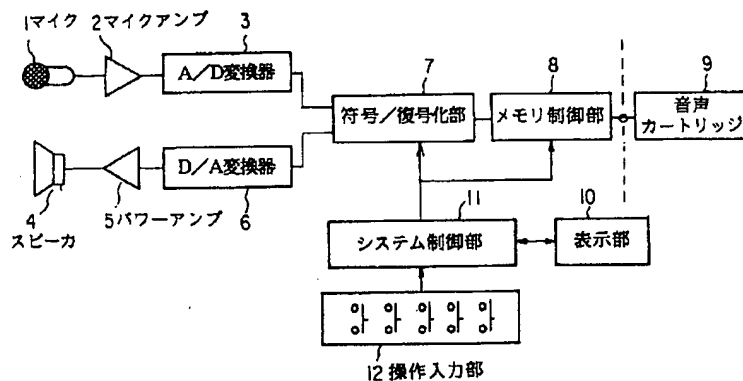 1マイク
2マイクアンプ
3
A/D変換器
7
符号/復号化部
8
メモリ制御部
9
音声
カートリッジ
4
スピーカ
5パワーアンプ
D/A変換器
6
11
システム制御部
10
表示部
12操作入力部